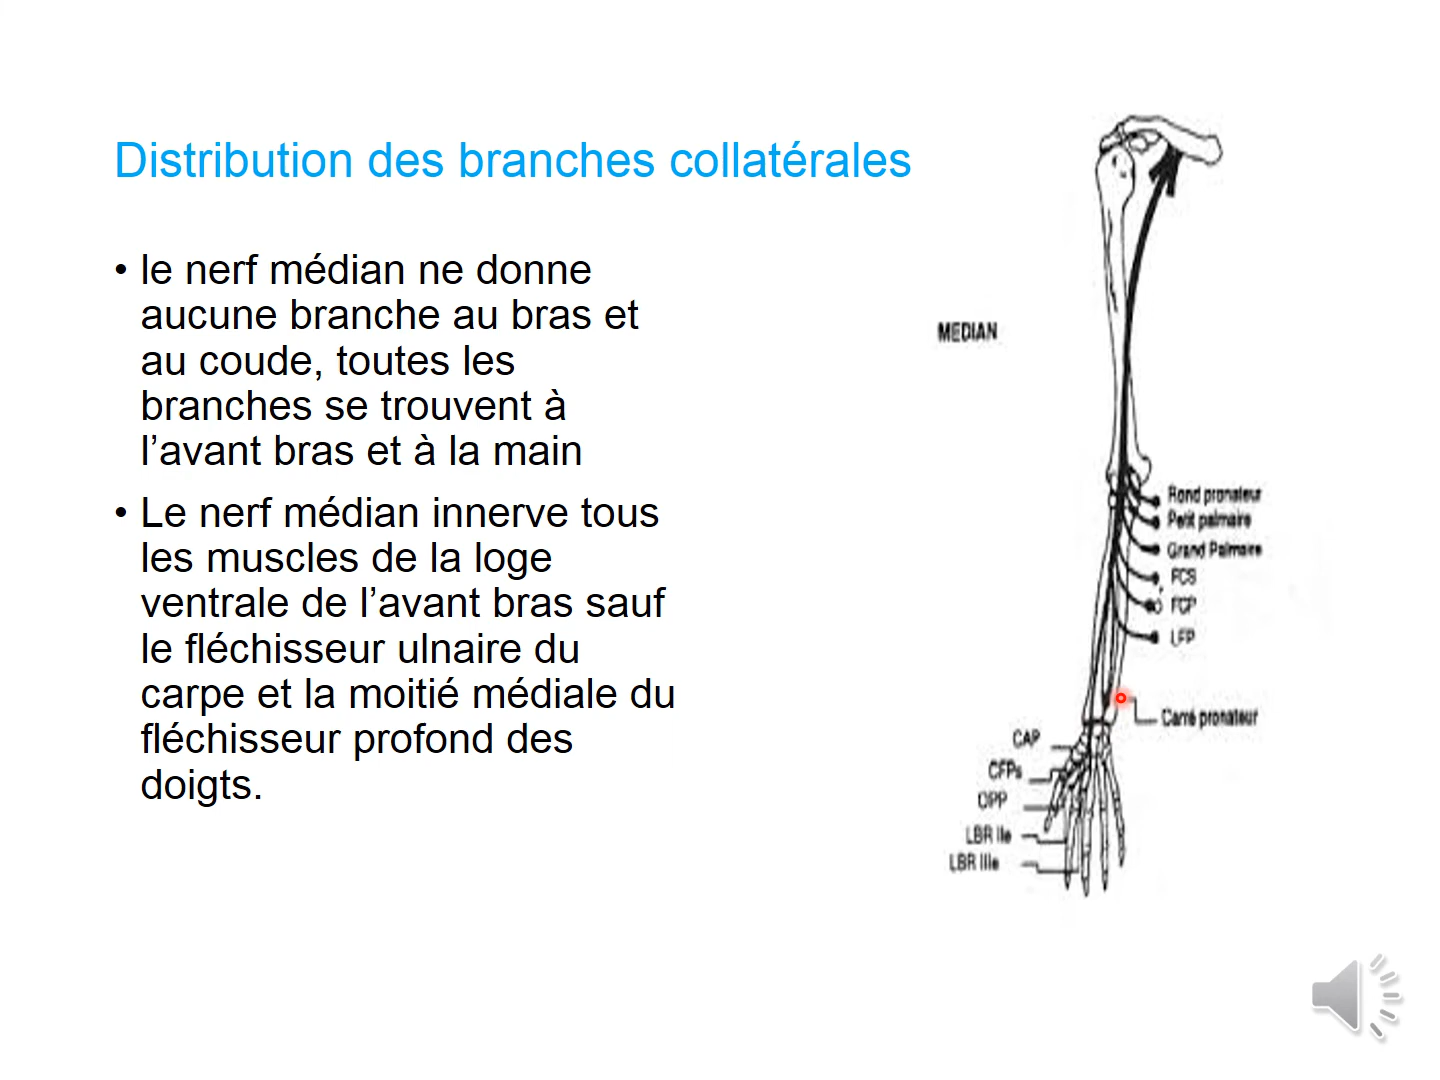 Distribution des branches collatérales
• le nerf médian ne donne
aucune branche au bras et
au coude, toutes les
branches se trouvent à
l’avant bras et à la main
• Le nerf médian innerve tous
les muscles de la loge
ventrale de l’avant bras sauf
le fléchisseur ulnaire du
carpe et la moitié médiale du
fléchisseur profond des
doigts.
MEDIAN
Rond pronateur
Petit palmaire
Grand Palmaire
FCS
FCP
LFP
Carré pronateur
CAP
CFPs
OPP
LBR IIe
LBR IIIe